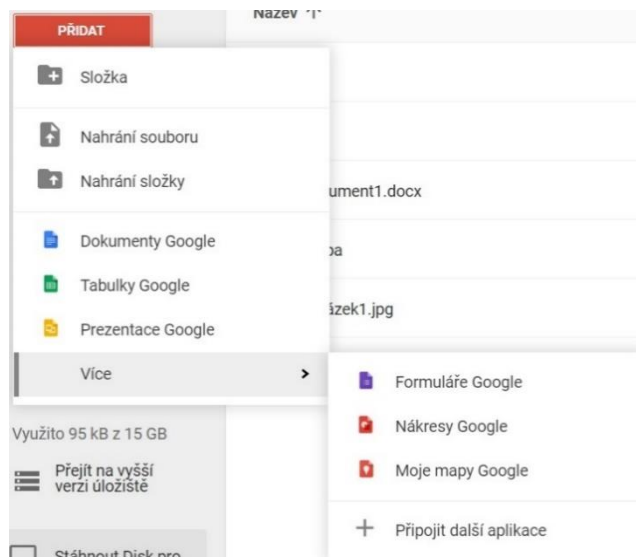 PŘIDAT
Název ↑
Složka
Nahrání souboru
Nahrání složky
ument1.docx
Dokumenty Google
ba
Tabulky Google
ázek1.jpg
Prezentace Google
Více >
Formuláře Google
Využito 95 kB z 15 GB
Nákresy Google
Přejít na vyšší
verzi úložiště
Moje mapy Google
Připojit další aplikace
Stáhnout Disk pro